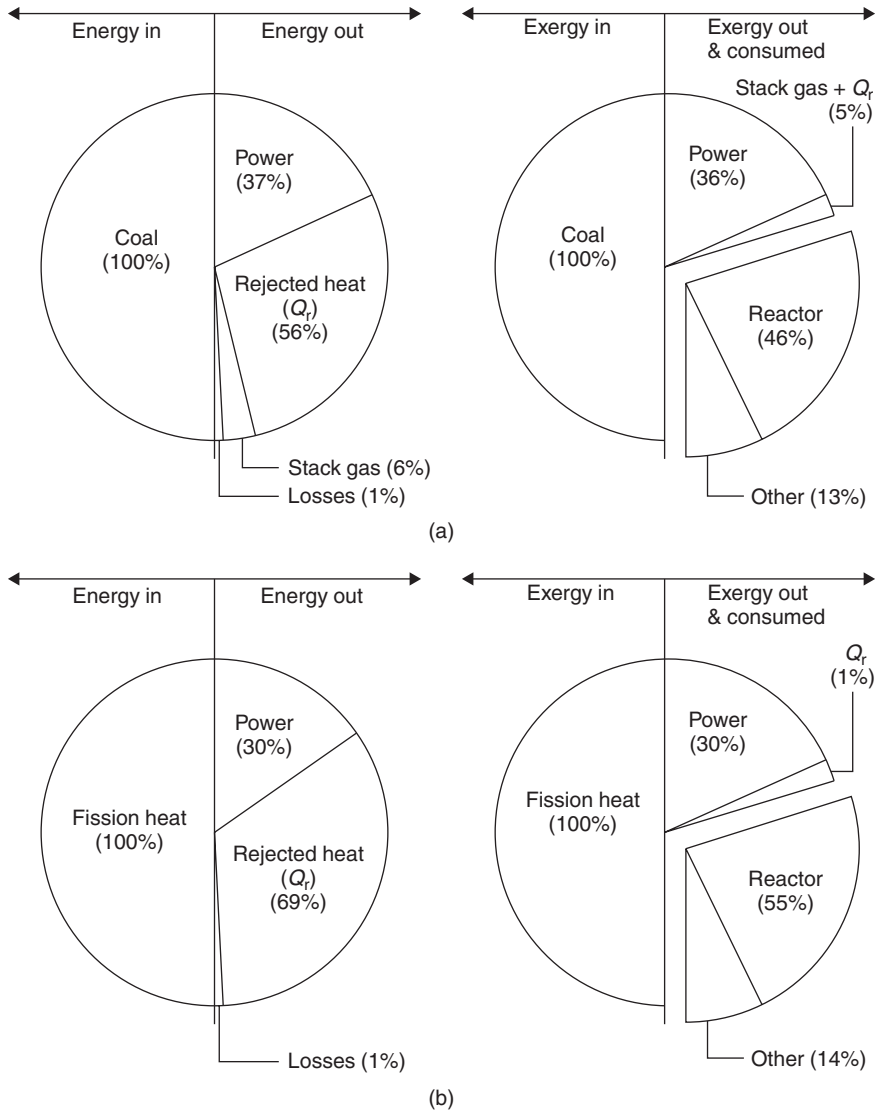 Energy in
Energy out
Coal
(100%)
Power
(37%)
Rejected heat
(Qr)
(56%)
Stack gas (6%)
Losses (1%)
Exergy in
Exergy out
& consumed
Stack gas + Qr
(5%)
Coal
(100%)
Power
(36%)
Reactor
(46%)
Other (13%)
(a)
Energy in
Energy out
Fission heat
(100%)
Power
(30%)
Rejected heat
(Qr)
(69%)
Losses (1%)
Exergy in
Exergy out
& consumed
Qr
(1%)
Fission heat
(100%)
Power
(30%)
Reactor
(55%)
Other (14%)
(b)